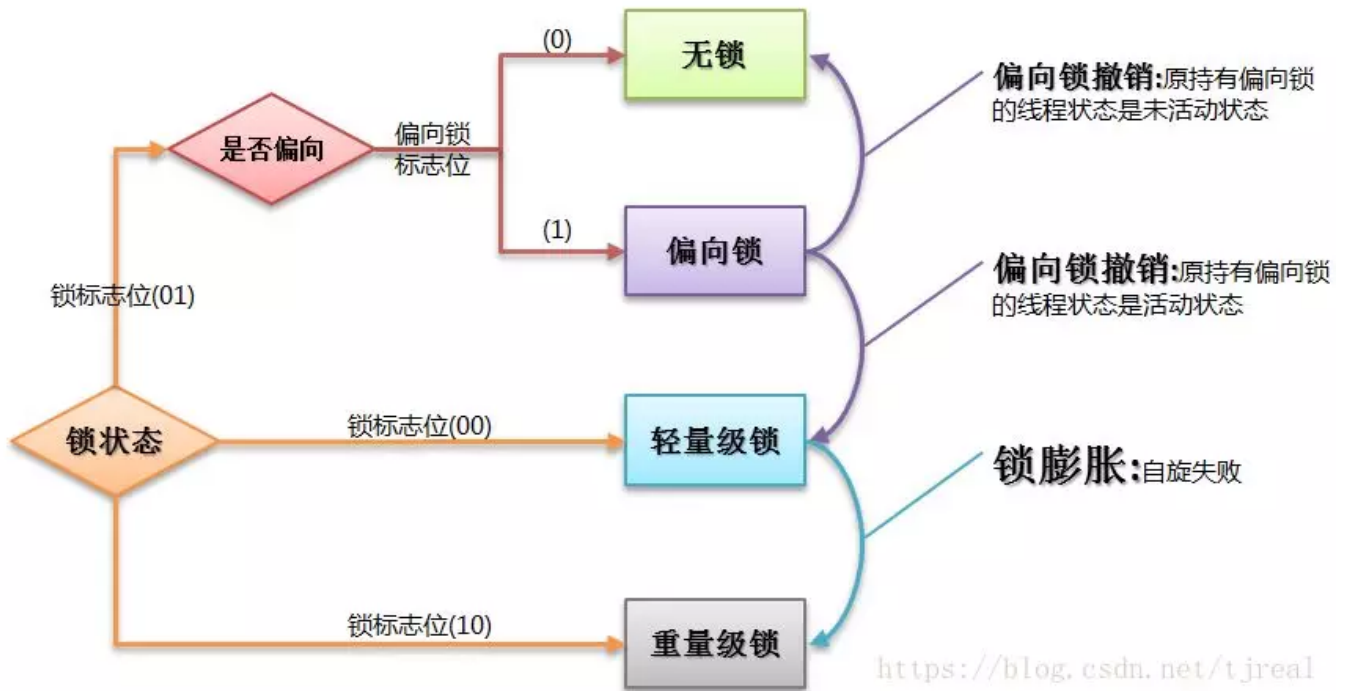 (0)
无锁
偏向锁撤销:原持有偏向锁
的线程状态是未活动状态
是否偏向
偏向锁
标志位
(1)
偏向锁
偏向锁撤销:原持有偏向锁
的线程状态是活动状态
锁标志位(01)
锁状态
锁标志位(00)
轻量级锁
锁膨胀:自旋失败
锁标志位(10)
重量级锁
https://blog.csdn.net/tjreal